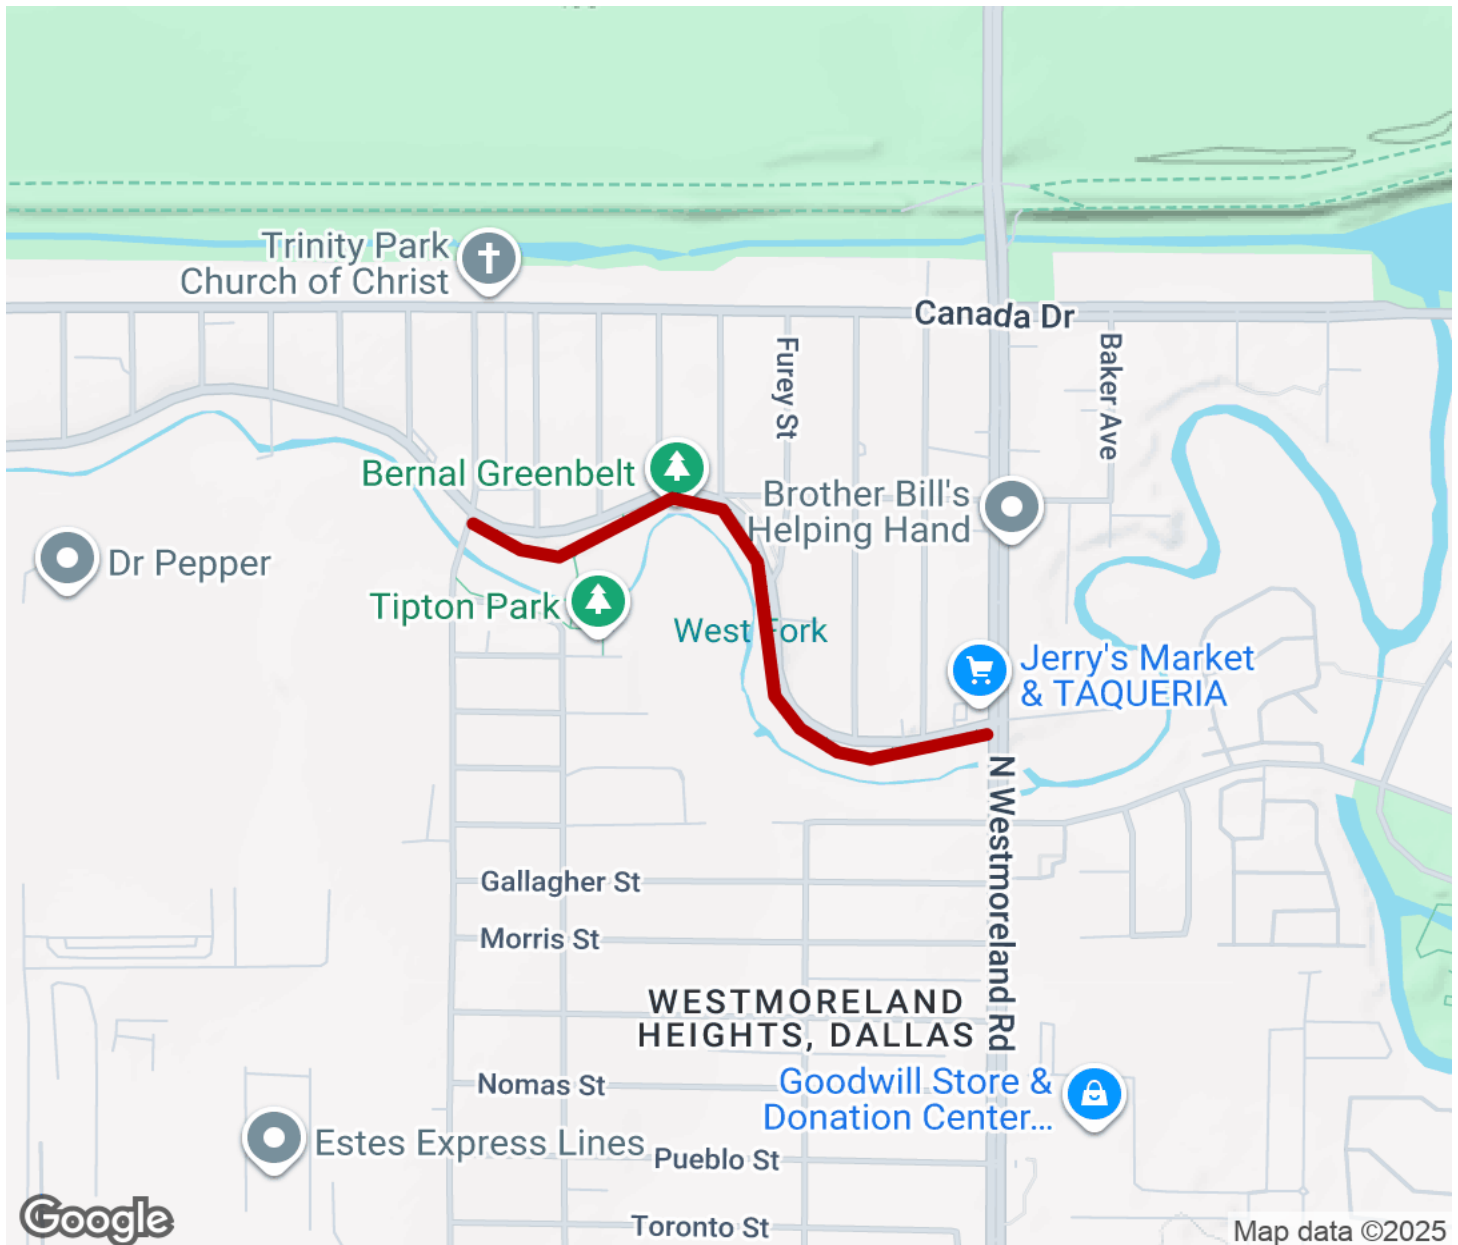 Trinity Park
Church of Christ
Canada Dr
Furey St
Baker Ave
Bernal Greenbelt
Brother Bill's
Helping Hand
Dr Pepper
Tipton Park
West Fork
Jerry's Market
& TAQUERIA
N Westmoreland Rd
Gallagher St
Morris St
WESTMORELAND
HEIGHTS, DALLAS
Nomas St
Goodwill Store &
Donation Center...
Estes Express Lines
Pueblo St
Toronto St
Google
Map data ©2025